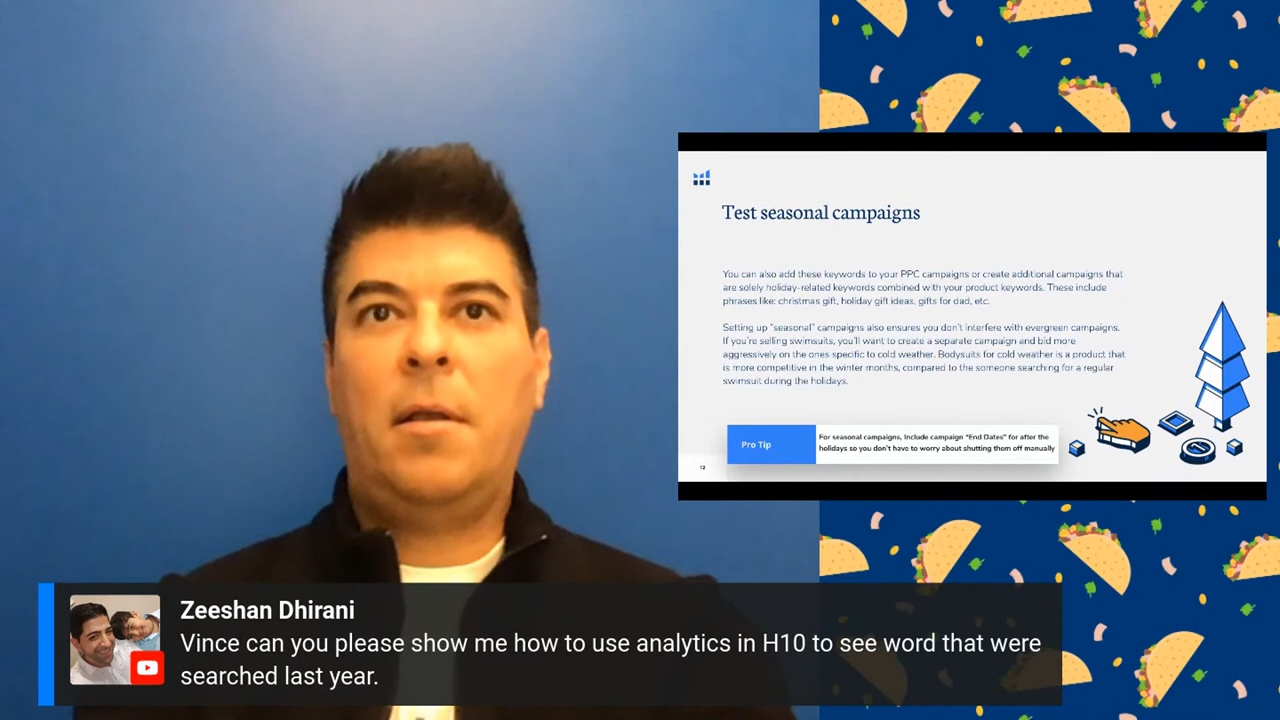 Test seasonal campaigns
You can also add these keywords to your PPC campaigns or create additional campaigns that
are solely holiday-related keywords combined with your product keywords. These include
phrases like: christmas gift, holiday gift ideas, gifts for dad, etc.
Setting up "seasonal" campaigns also ensures you don't interfere with evergreen campaigns.
If you're selling swimsuits, you'll want to create a separate campaign and bid more
aggressively on the ones specific to cold weather. Bodysuits for cold weather is a product that
is more competitive in the winter months, compared to the someone searching for a regular
swimsuit during the holidays.
Pro Tip
For seasonal campaigns, Include campaign "End Dates" for after the
holidays so you don't have to worry about shutting them off manually
12
Zeeshan Dhirani
Vince can you please show me how to use analytics in H10 to see word that were
searched last year.